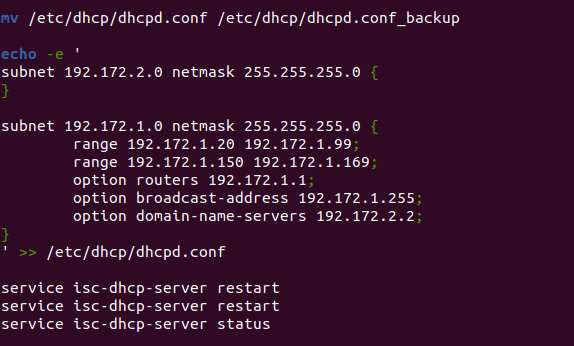 mv /etc/dhcp/dhcpd.conf /etc/dhcp/dhcpd.conf_backup
echo -e '
subnet 192.172.2.0 netmask 255.255.255.0 {
}
subnet 192.172.1.0 netmask 255.255.255.0 {
range 192.172.1.20 192.172.1.99;
range 192.172.1.150 192.172.1.169;
option routers 192.172.1.1;
option broadcast-address 192.172.1.255;
option domain-name-servers 192.172.2.2;
}
' >> /etc/dhcp/dhcpd.conf
service isc-dhcp-server restart
service isc-dhcp-server restart
service isc-dhcp-server status